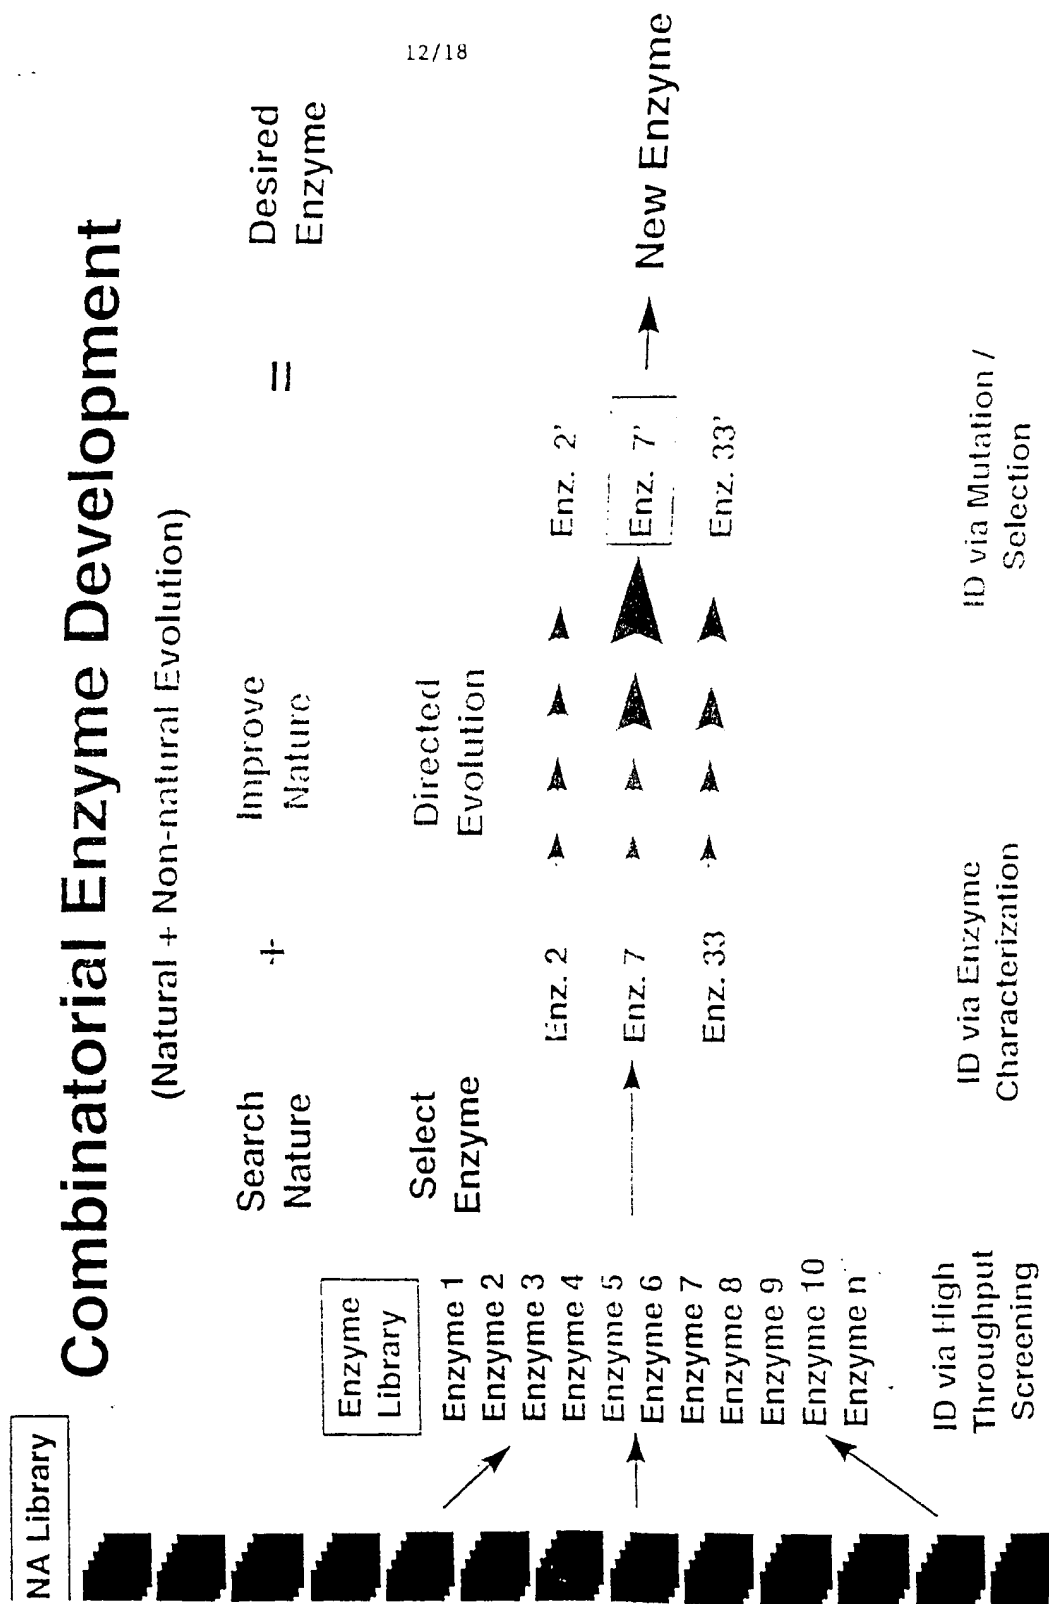 12/18
NA Library
Combinatorial Enzyme Development
(Natural + Non-natural Evolution)
Search
Nature
+
Improve
Nature
=
Desired
Enzyme
Enzyme
Library
Select
Enzyme
Directed
Evolution
Enzyme 1
Enzyme 2
Enzyme 3
Enzyme 4
Enzyme 5
Enzyme 6
Enzyme 7
Enzyme 8
Enzyme 9
Enzyme 10
Enzyme n
Enz. 2
Enz. 7
Enz. 33
Enz. 2'
Enz. 7'
Enz. 33'
New Enzyme
ID via High
Throughput
Screening
ID via Enzyme
Characterization
ID via Mutation /
Selection